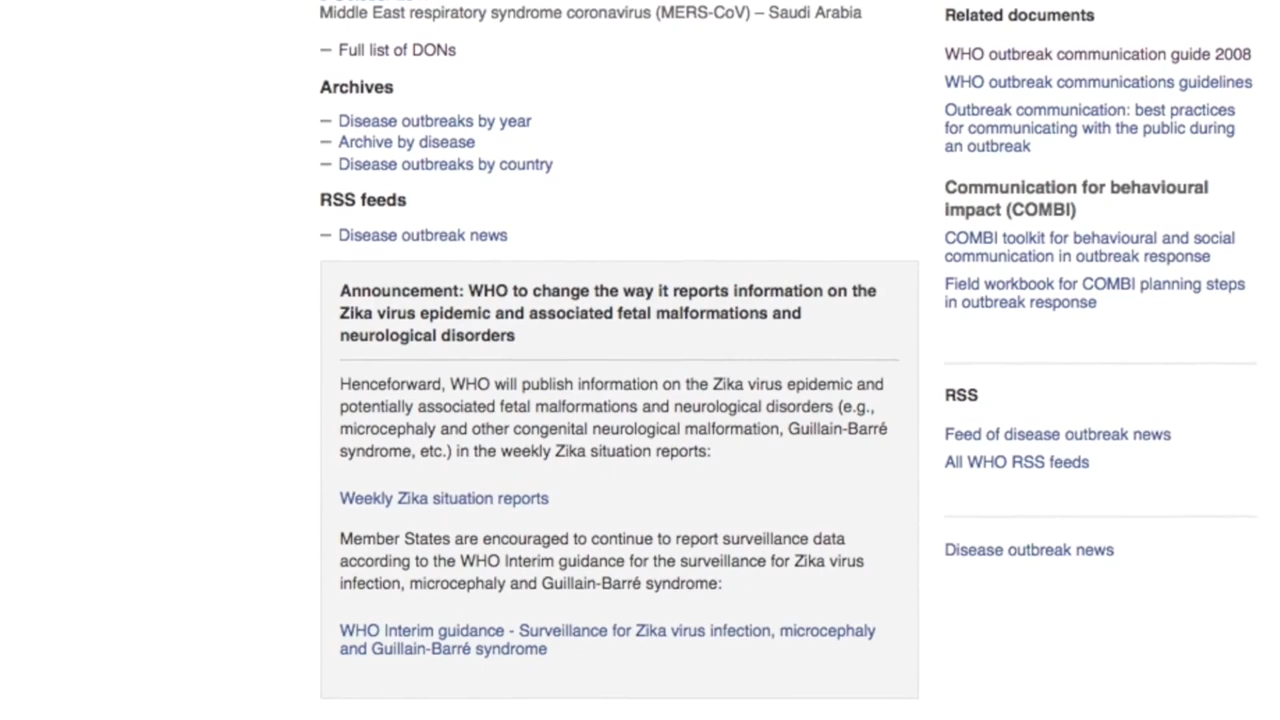 Middle East respiratory syndrome coronavirus (MERS-CoV) – Saudi Arabia
– Full list of DONs
Archives
– Disease outbreaks by year
– Archive by disease
– Disease outbreaks by country
RSS feeds
– Disease outbreak news
Announcement: WHO to change the way it reports information on the
Zika virus epidemic and associated fetal malformations and
neurological disorders
Henceforward, WHO will publish information on the Zika virus epidemic and
potentially associated fetal malformations and neurological disorders (e.g.,
microcephaly and other congenital neurological malformation, Guillain-Barré
syndrome, etc.) in the weekly Zika situation reports:
Weekly Zika situation reports
Member States are encouraged to continue to report surveillance data
according to the WHO Interim guidance for the surveillance for Zika virus
infection, microcephaly and Guillain-Barré syndrome:
WHO Interim guidance - Surveillance for Zika virus infection, microcephaly
and Guillain-Barré syndrome
Related documents
WHO outbreak communication guide 2008
WHO outbreak communications guidelines
Outbreak communication: best practices
for communicating with the public during
an outbreak
Communication for behavioural
impact (COMBI)
COMBI toolkit for behavioural and social
communication in outbreak response
Field workbook for COMBI planning steps
in outbreak response
RSS
Feed of disease outbreak news
All WHO RSS feeds
Disease outbreak news